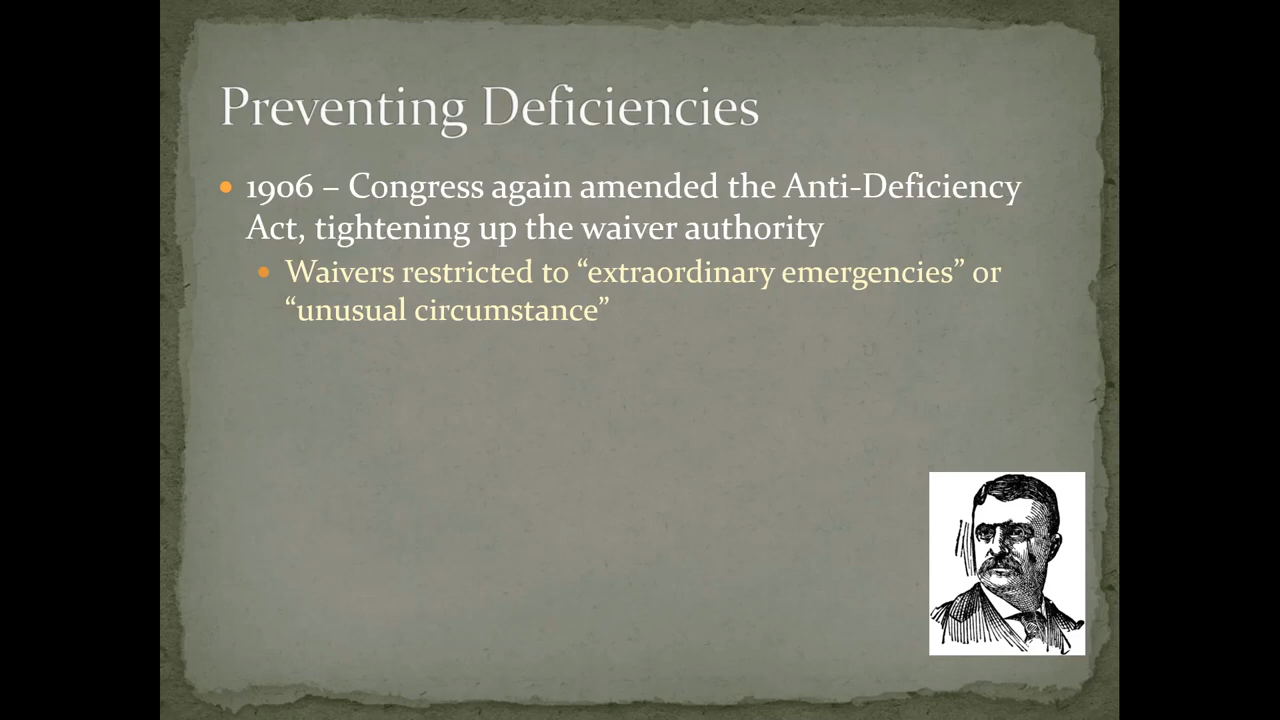 Preventing Deficiencies
1906 – Congress again amended the Anti-Deficiency
Act, tightening up the waiver authority
Waivers restricted to “extraordinary emergencies” or
“unusual circumstance”